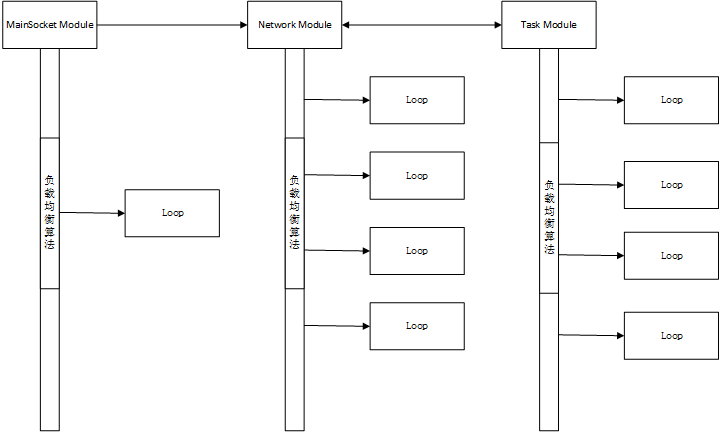 MainSocket Module
Network Module
Task Module
负载均衡算法
Loop
负载均衡算法
Loop
Loop
Loop
Loop
负载均衡算法
Loop
Loop
Loop
Loop